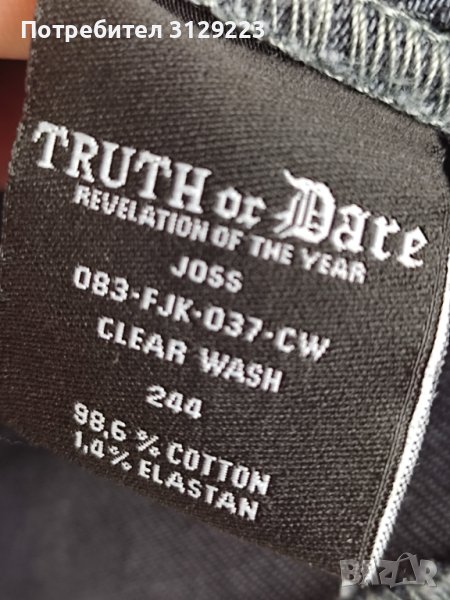 Потребител 3129223
TRUTH or Dare
REVELATION OF THE YEAR
JOSS
083-FJK-037-CW
CLEAR WASH
244
98.6 % COTTON
1.4% ELASTAN
BAZAR